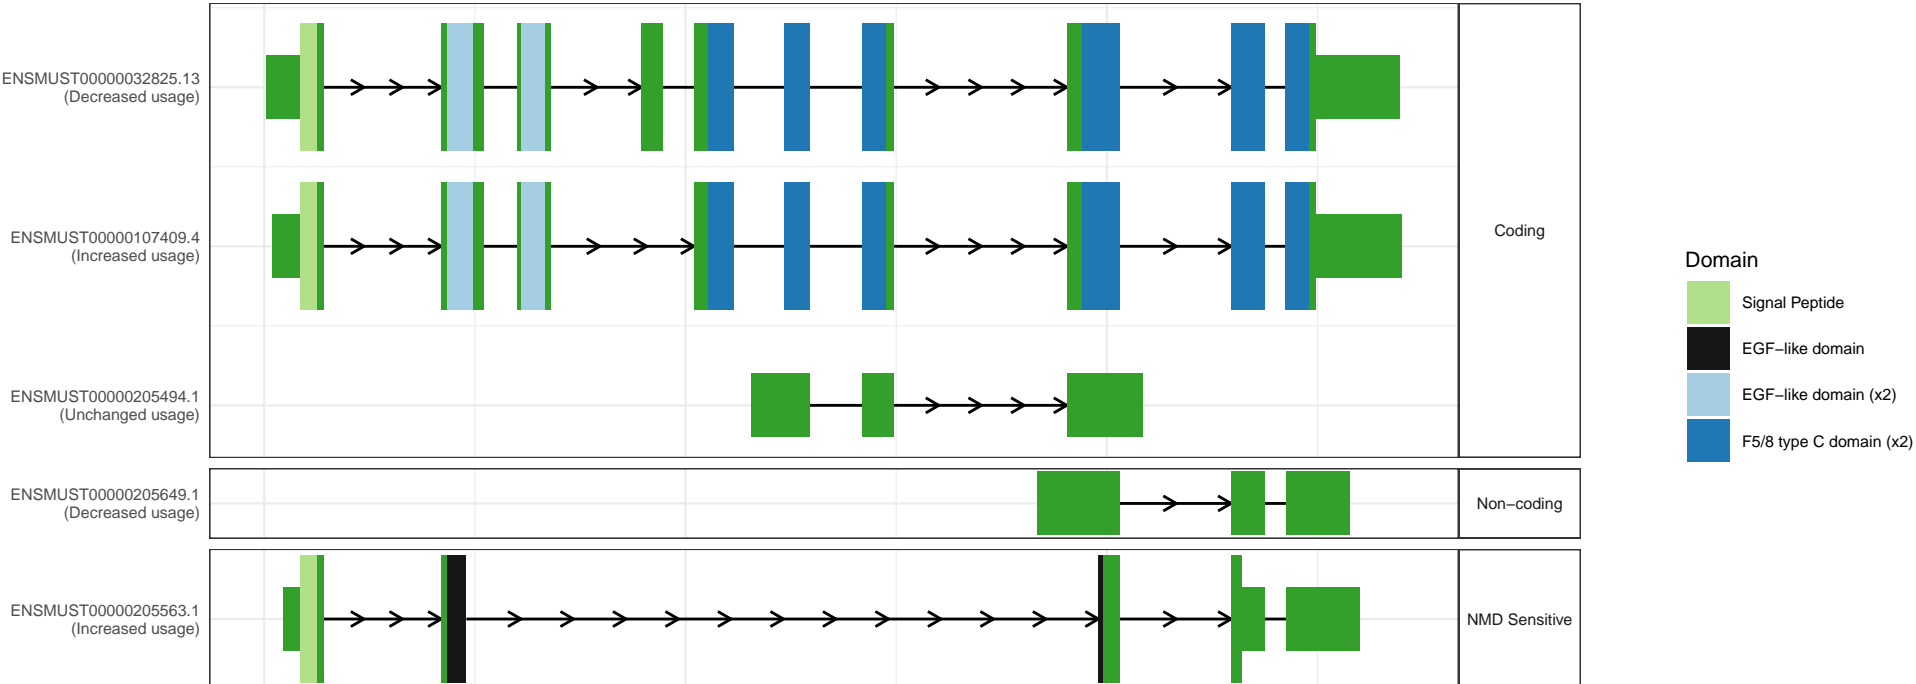 ENSMUST00000032825.13
(Decreased usage)
ENSMUST00000107409.4
(Increased usage)
ENSMUST00000205494.1
(Unchanged usage)
Coding
ENSMUST00000205649.1
(Decreased usage)
Non−coding
ENSMUST00000205563.1
(Increased usage)
NMD Sensitive
Domain
Signal Peptide
EGF−like domain
EGF−like domain (x2)
F5/8 type C domain (x2)